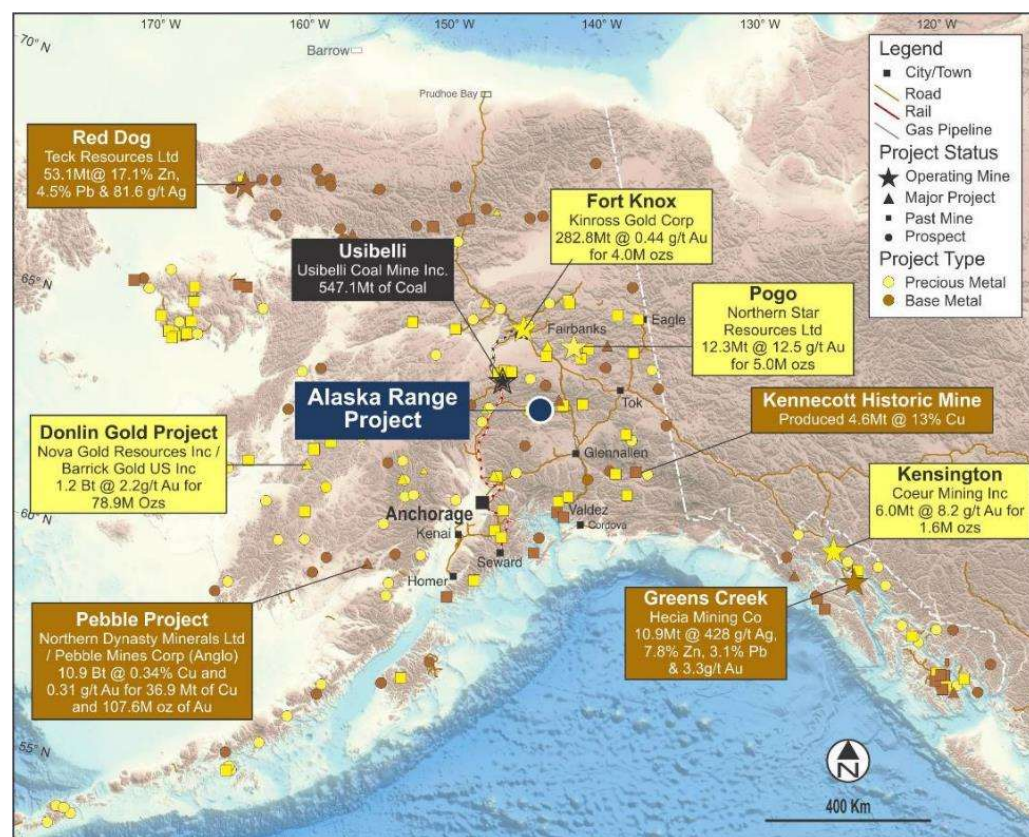 170° W
160° W
150° W
140° W
130° W
120° W
70° N
65° N
60° N
55° N
Barrow
Prudhoe Bay
Legend
City/Town
Road
Rail
Gas Pipeline
Project Status
Operating Mine
Major Project
Past Mine
Prospect
Project Type
Precious Metal
Base Metal
Red Dog
Teck Resources Ltd
53.1Mt@ 17.1% Zn,
4.5% Pb & 81.6 g/t Ag
Fort Knox
Kinross Gold Corp
282.8Mt @ 0.44 g/t Au
for 4.0M ozs
Usibelli
Usibelli Coal Mine Inc.
547.1Mt of Coal
Pogo
Northern Star
Resources Ltd
12.3Mt @ 12.5 g/t Au
for 5.0M ozs
Fairbanks
Eagle
Alaska Range
Project
Tok
Kennecott Historic Mine
Produced 4.6Mt @ 13% Cu
Donlin Gold Project
Nova Gold Resources Inc /
Barrick Gold US Inc
1.2 Bt @ 2.2g/t Au for
78.9M Ozs
Glennallen
Kensington
Coeur Mining Inc
6.0Mt @ 8.2 g/t Au for
1.6M ozs
Anchorage
Valdez
Cordova
Kenai
Seward
Homer
Pebble Project
Northern Dynasty Minerals Ltd
/ Pebble Mines Corp (Anglo)
10.9 Bt @ 0.34% Cu and
0.31 g/t Au for 36.9 Mt of Cu
and 107.6M oz of Au
Greens Creek
Hecia Mining Co
10.9Mt @ 428 g/t Ag,
7.8% Zn, 3.1% Pb
& 3.3g/t Au
N
400 Km